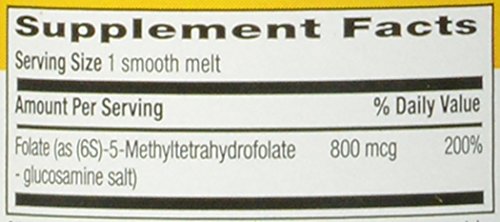 Supplement Facts
Serving Size 1 smooth melt
Amount Per Serving % Daily Value
Folate (as (6S)-5-Methyltetrahydrofolate 800 mcg 200%
- glucosamine salt)